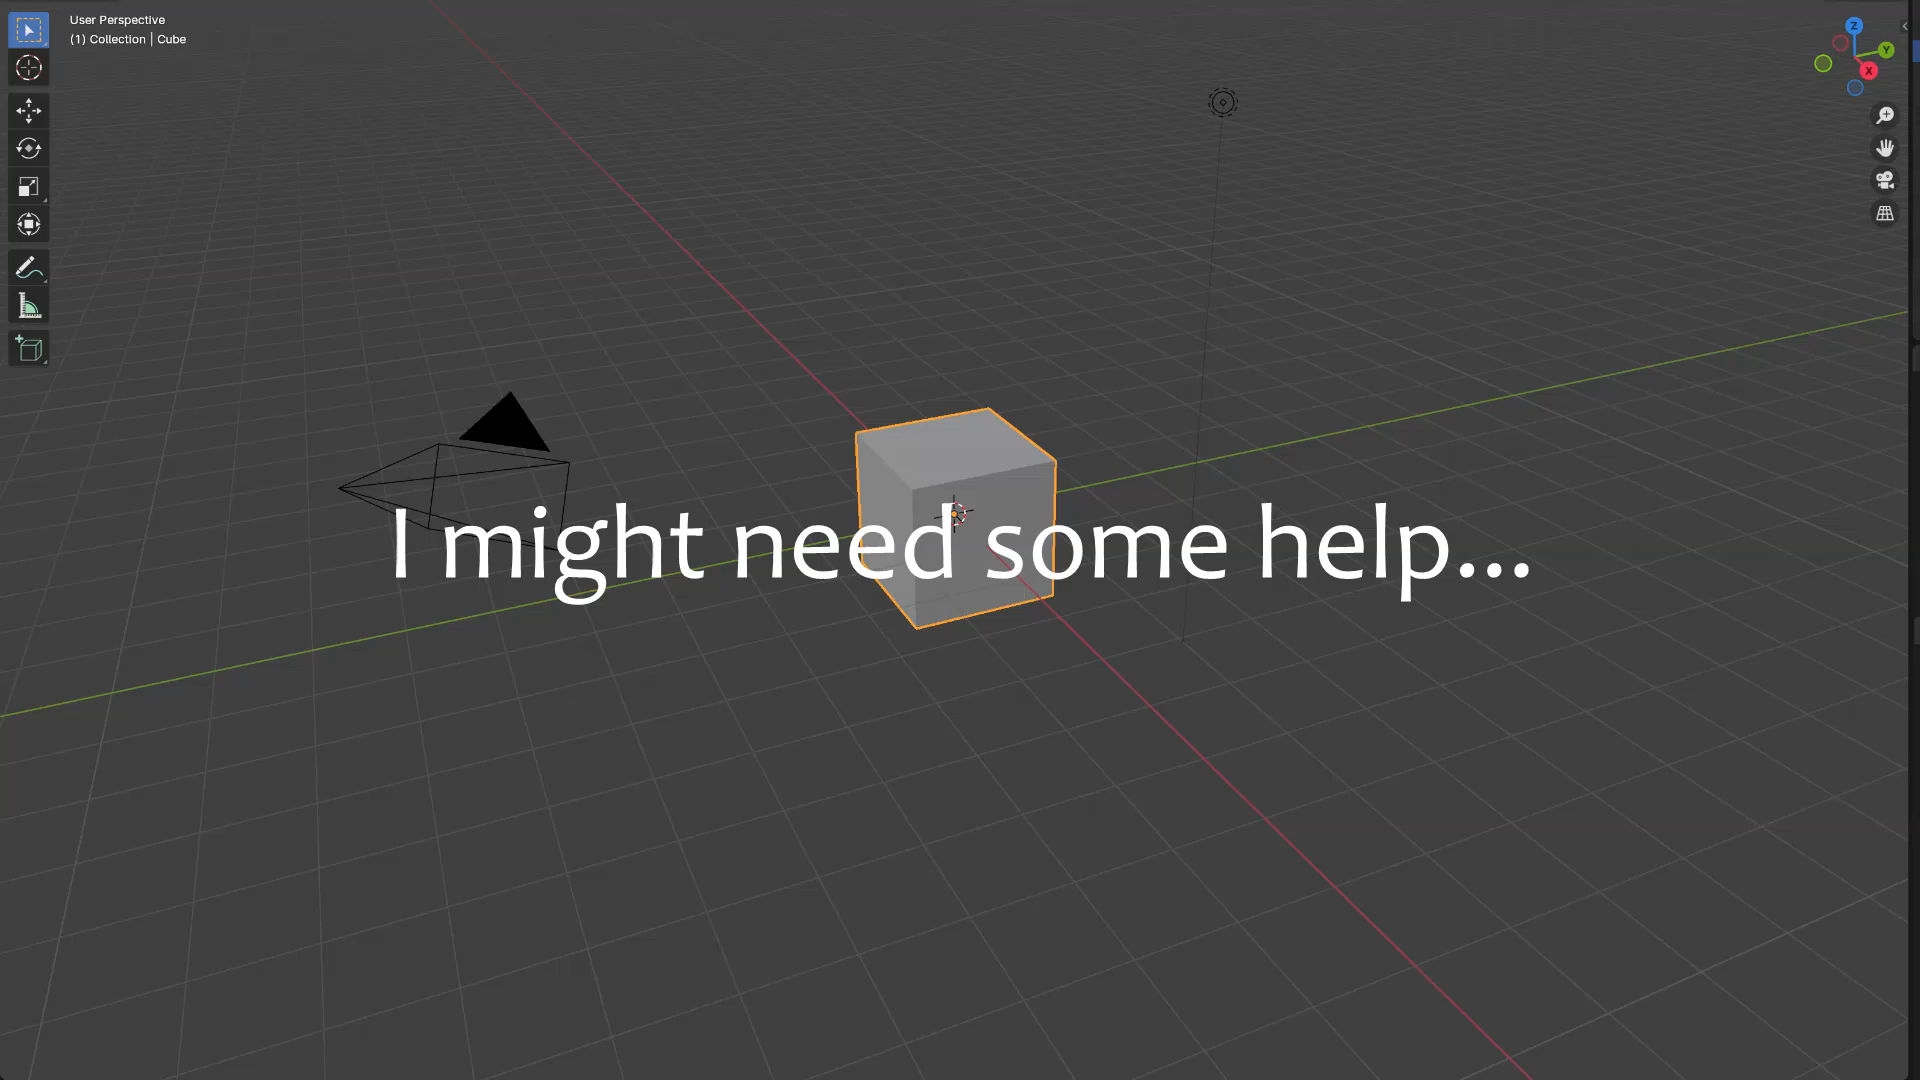 User Perspective
(1) Collection | Cube
Z
Y
X
I might need some help...